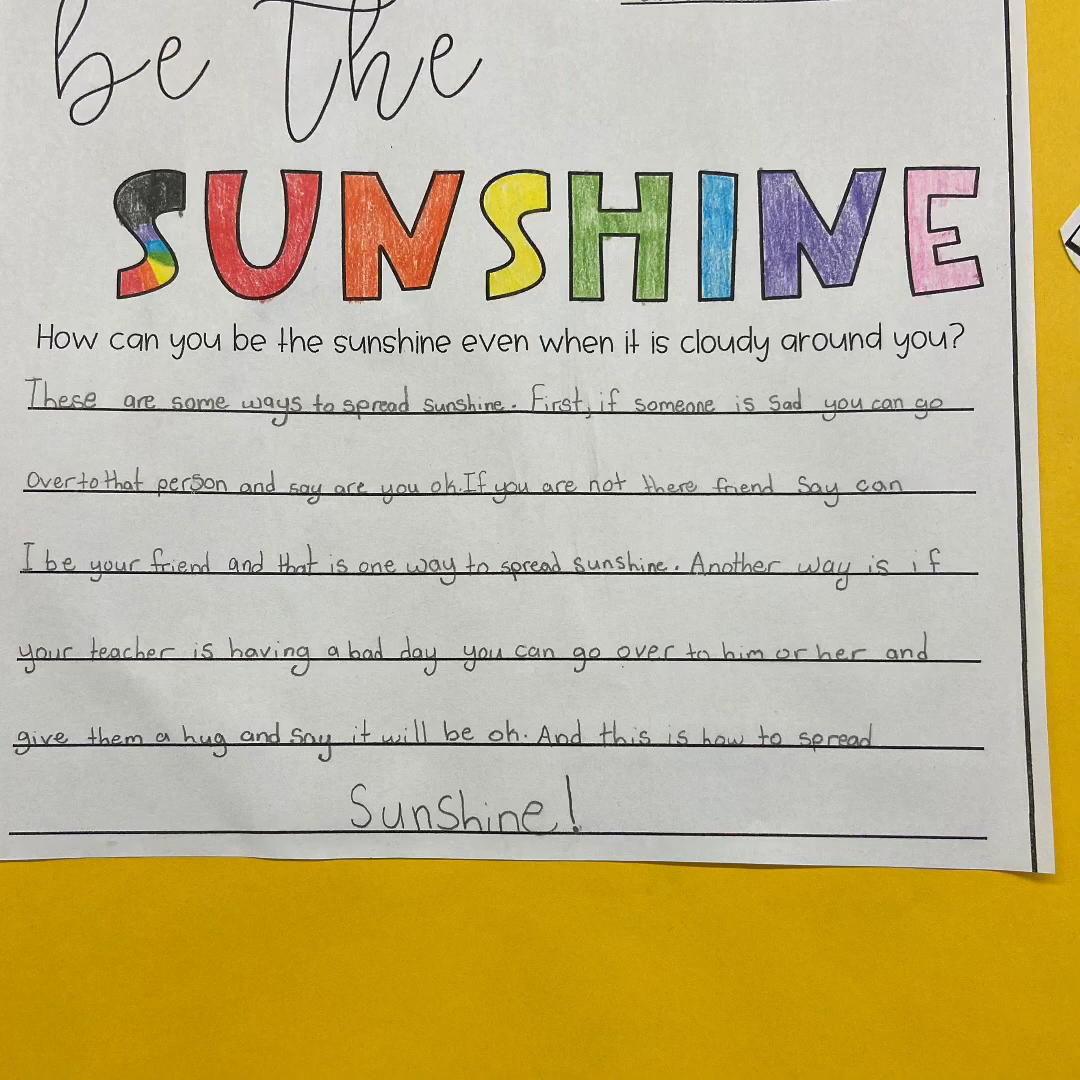 be the
SUNSHINE
How can you be the sunshine even when it is cloudy around you?
These are some ways to spread sunshine. First, if someone is sad you can go
over to that person and say are you oh. If you are not there friend Say can
I be your friend and that is one way to spread sunshine. Another way is if
your teacher is having a bad day you can go over to him or her and
give them a hug and say it will be oh. And this is how to spread
Sunshine!